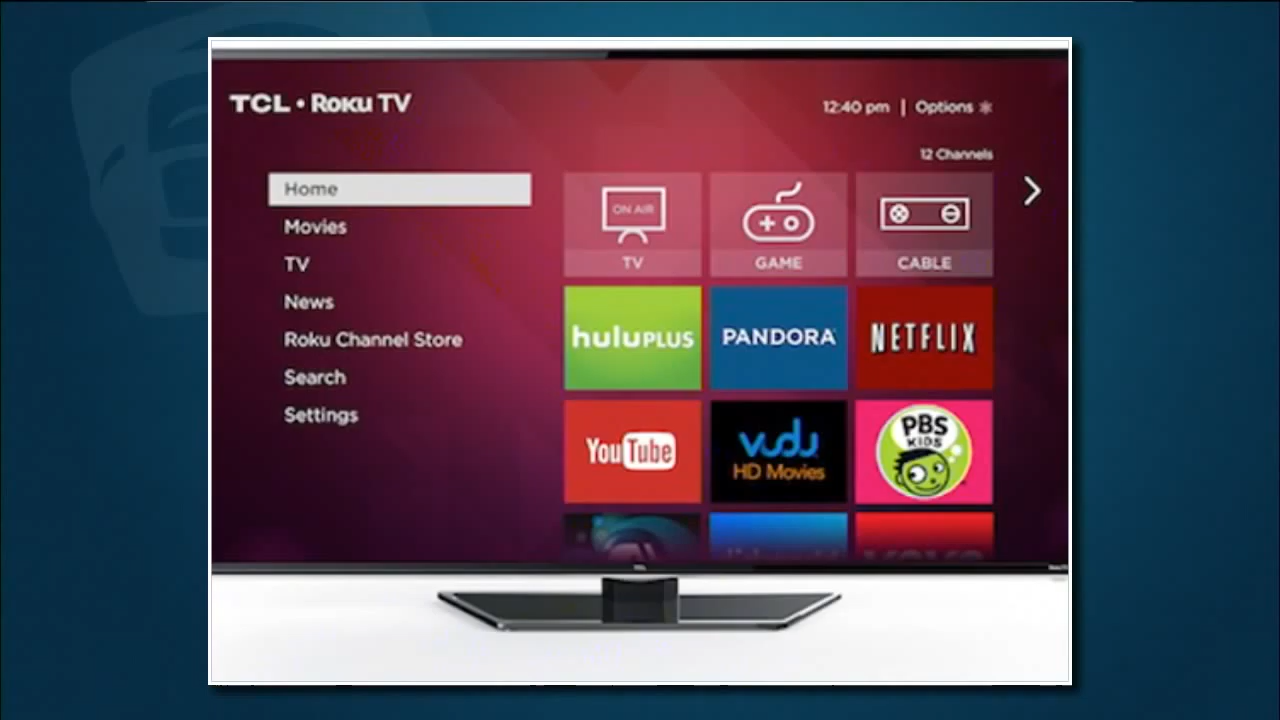 TCL • Roku TV
12:40 pm | Options ✱
12 Channels
Home
Movies
TV
News
Roku Channel Store
Search
Settings
ON AIR
TV
GAME
CABLE
huluPLUS
PANDORA
NETFLIX
YouTube
vudu
HD Movies
PBS
KIDS
TCL